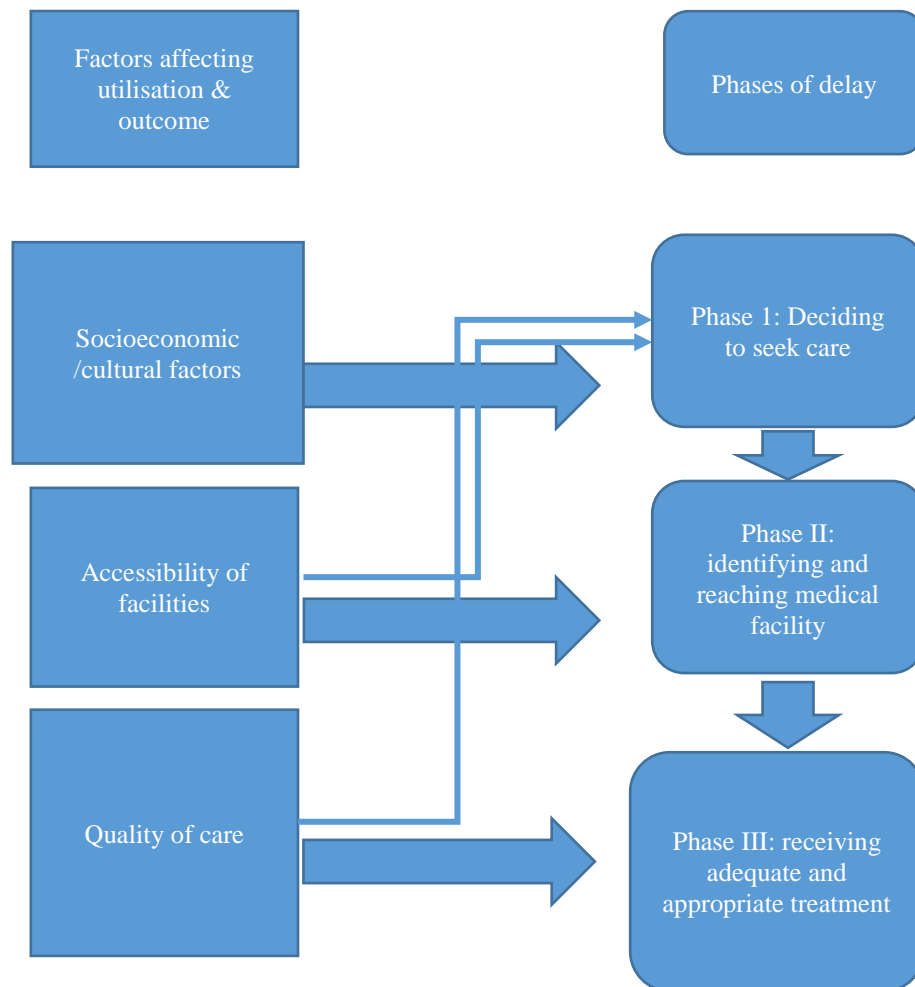 Factors affecting
utilisation &
outcome
Phases of delay
Socioeconomic
/cultural factors
Phase 1: Deciding
to seek care
Accessibility of
facilities
Phase II:
identifying and
reaching medical
facility
Quality of care
Phase III: receiving
adequate and
appropriate treatment